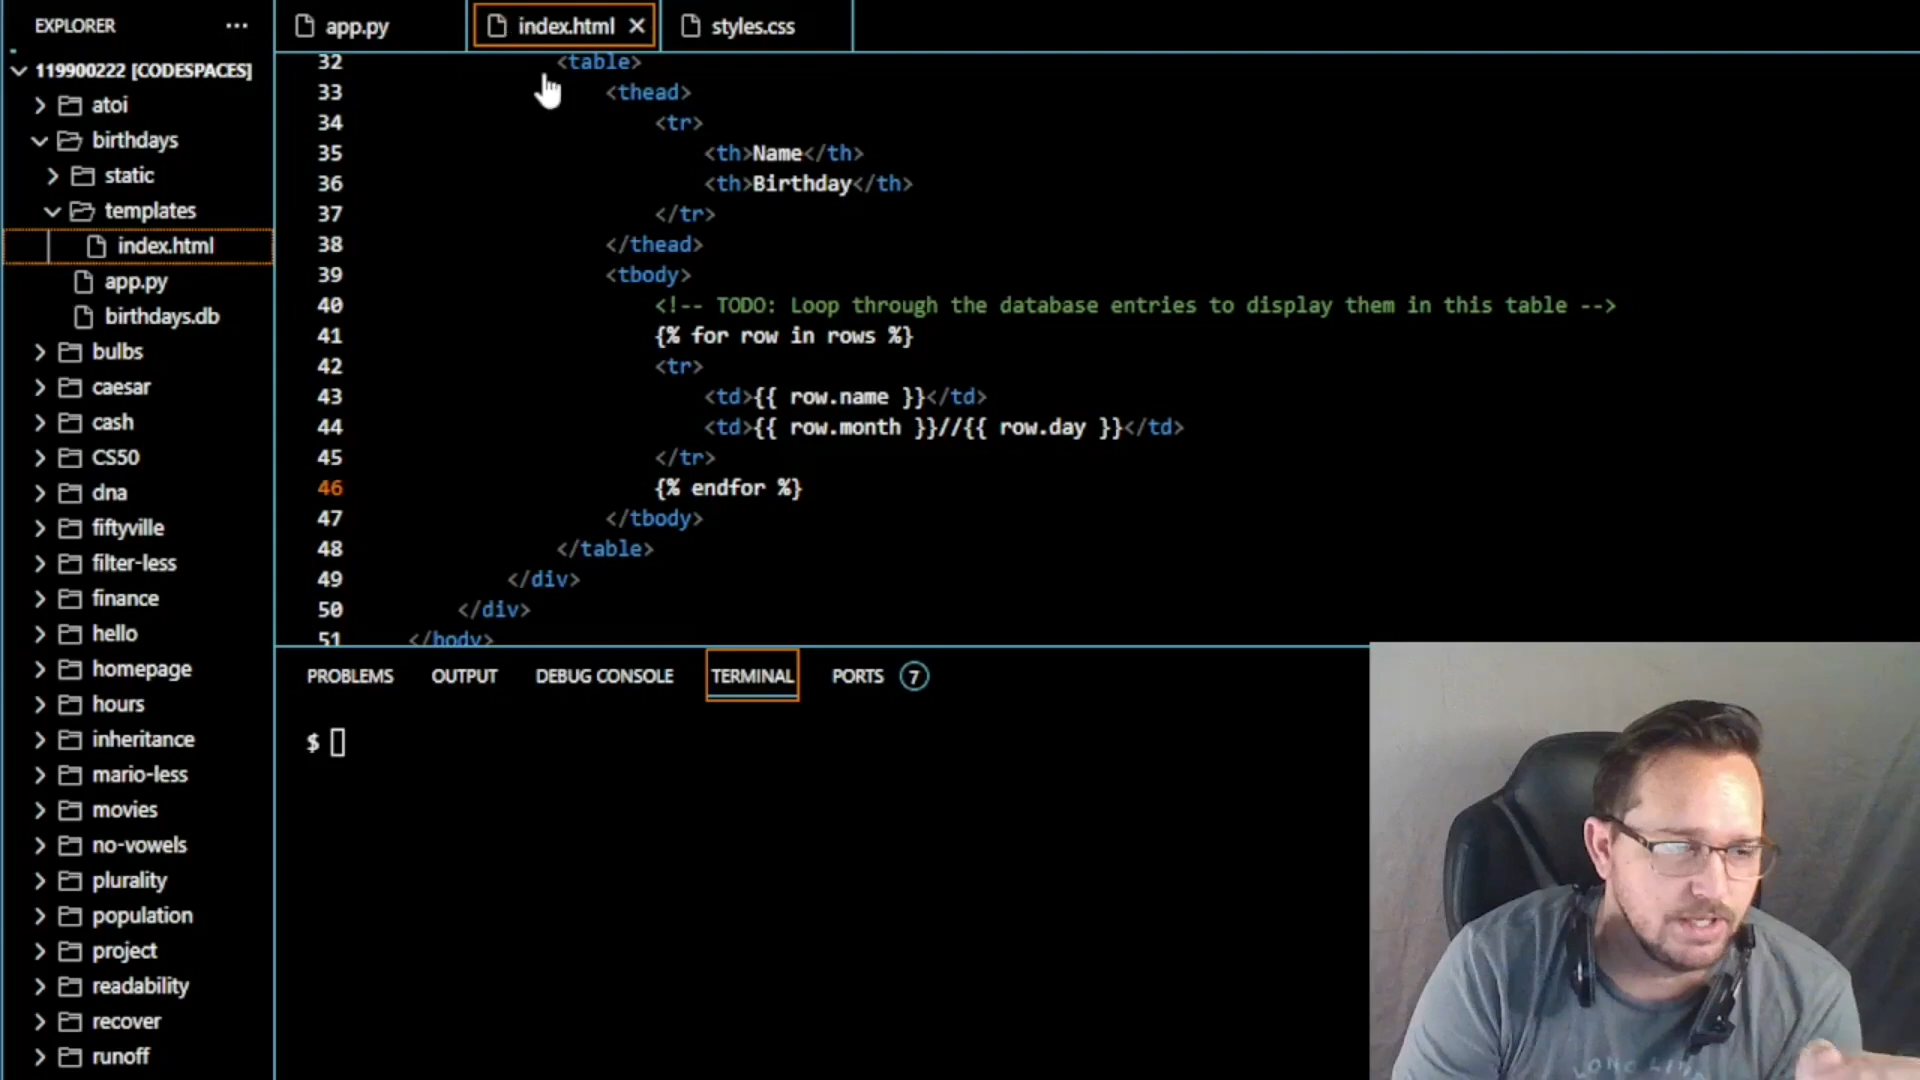 EXPLORER
119900222 [CODESPACES]
atoi
birthdays
static
templates
index.html
app.py
birthdays.db
bulbs
caesar
cash
CS50
dna
fiftyville
filter-less
finance
hello
homepage
hours
inheritance
mario-less
movies
no-vowels
plurality
population
project
readability
recover
runoff
app.py
index.html
styles.css
32 <table>
33 <thead>
34 <tr>
35 <th>Name</th>
36 <th>Birthday</th>
37 </tr>
38 </thead>
39 <tbody>
40 <!-- TODO: Loop through the database entries to display them in this table -->
41 {% for row in rows %}
42 <tr>
43 <td>{{ row.name }}</td>
44 <td>{{ row.month }}//{{ row.day }}</td>
45 </tr>
46 {% endfor %}
47 </tbody>
48 </table>
49 </div>
50 </div>
51 </body>
PROBLEMS OUTPUT DEBUG CONSOLE TERMINAL PORTS 7
$